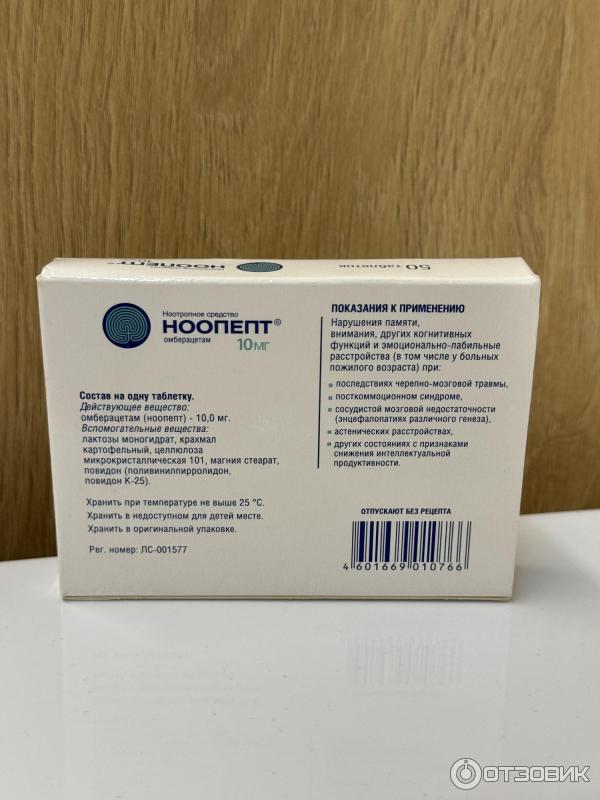 НООПЕПТ®
50 таблеток
Ноотропное средство
НООПЕПТ®
омберацетам
10 мг
Состав на одну таблетку.
Действующее вещество:
омберацетам (ноопепт) - 10,0 мг.
Вспомогательные вещества:
лактозы моногидрат, крахмал
картофельный, целлюлоза
микрокристаллическая 101, магния стеарат,
повидон (поливинилпирролидон,
повидон К-25).
Хранить при температуре не выше 25 °С.
Хранить в недоступном для детей месте.
Хранить в оригинальной упаковке.
Рег. номер: ЛС-001577
ПОКАЗАНИЯ К ПРИМЕНЕНИЮ
Нарушения памяти,
внимания, других когнитивных
функций и эмоционально-лабильные
расстройства (в том числе у больных
пожилого возраста) при:
• последствиях черепно-мозговой травмы,
• посткоммоционном синдроме,
• сосудистой мозговой недостаточности
(энцефалопатиях различного генеза),
• астенических расстройствах,
• других состояниях с признаками
снижения интеллектуальной
продуктивности.
ОТПУСКАЮТ БЕЗ РЕЦЕПТА
4 601669 010766
ОТЗОВИК